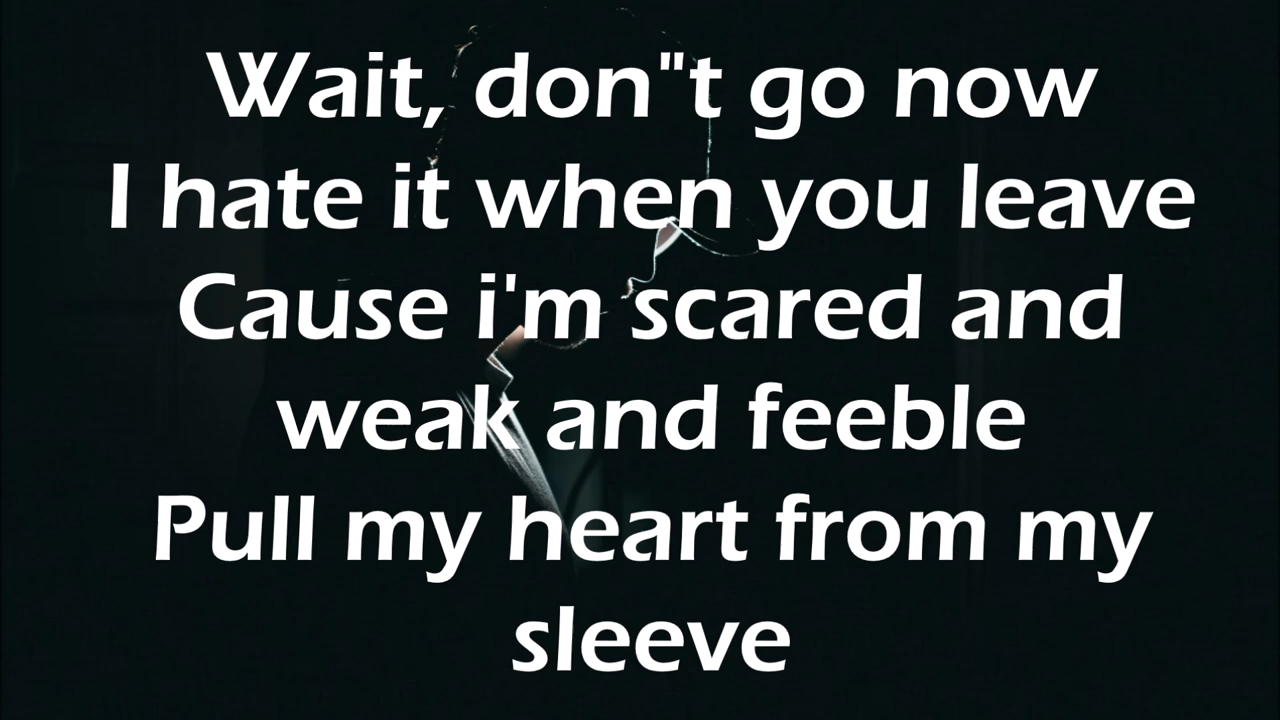 Wait, don"t go now
I hate it when you leave
Cause i'm scared and
weak and feeble
Pull my heart from my
sleeve